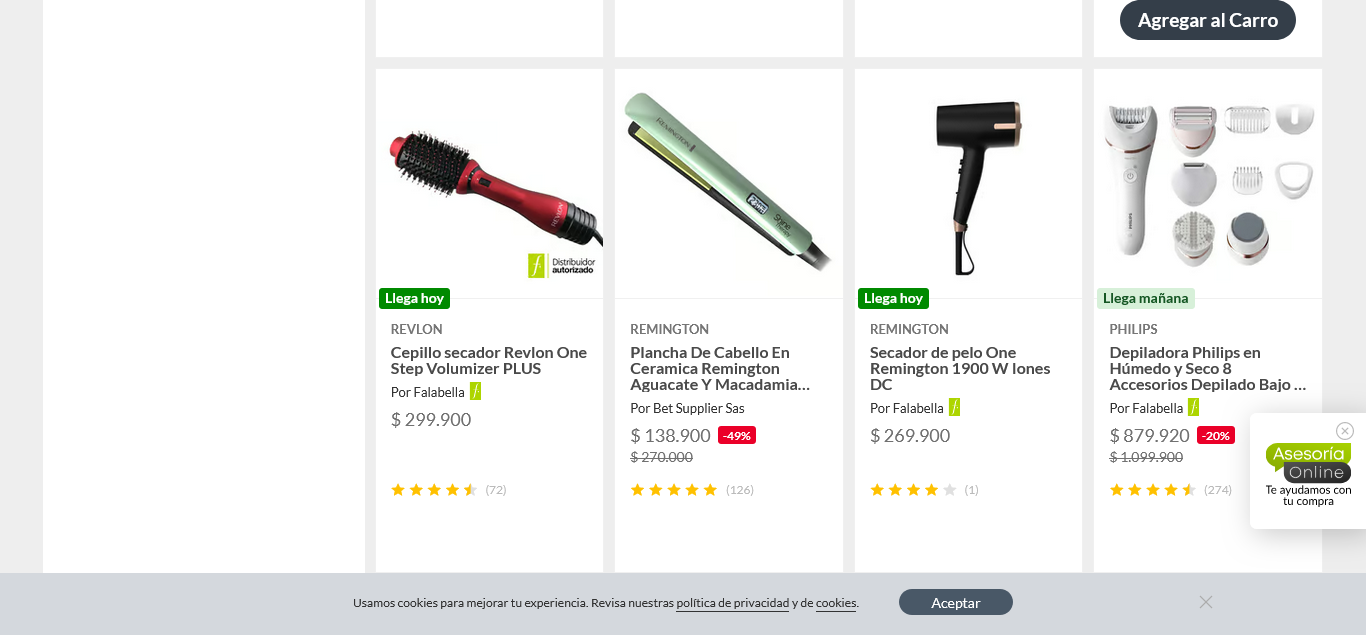 Agregar al Carro
REMINGTON
REVLON
Distribuidor
autorizado
Llega hoy
Llega hoy
Llega mañana
REVLON
Cepillo secador Revlon One
Step Volumizer PLUS
Por Falabella
$ 299.900
(72)
REMINGTON
Plancha De Cabello En
Ceramica Remington
Aguacate Y Macadamia...
Por Bet Supplier Sas
$ 138.900 -49%
$ 270.000
(126)
REMINGTON
Secador de pelo One
Remington 1900 W Iones
DC
Por Falabella
$ 269.900
(1)
PHILIPS
Depiladora Philips en
Húmedo y Seco 8
Accesorios Depilado Bajo ...
Por Falabella
$ 879.920 -20%
$ 1.099.900
(274)
Asesoría
Online
Te ayudamos con
tu compra
Usamos cookies para mejorar tu experiencia. Revisa nuestras política de privacidad y de cookies.
Aceptar